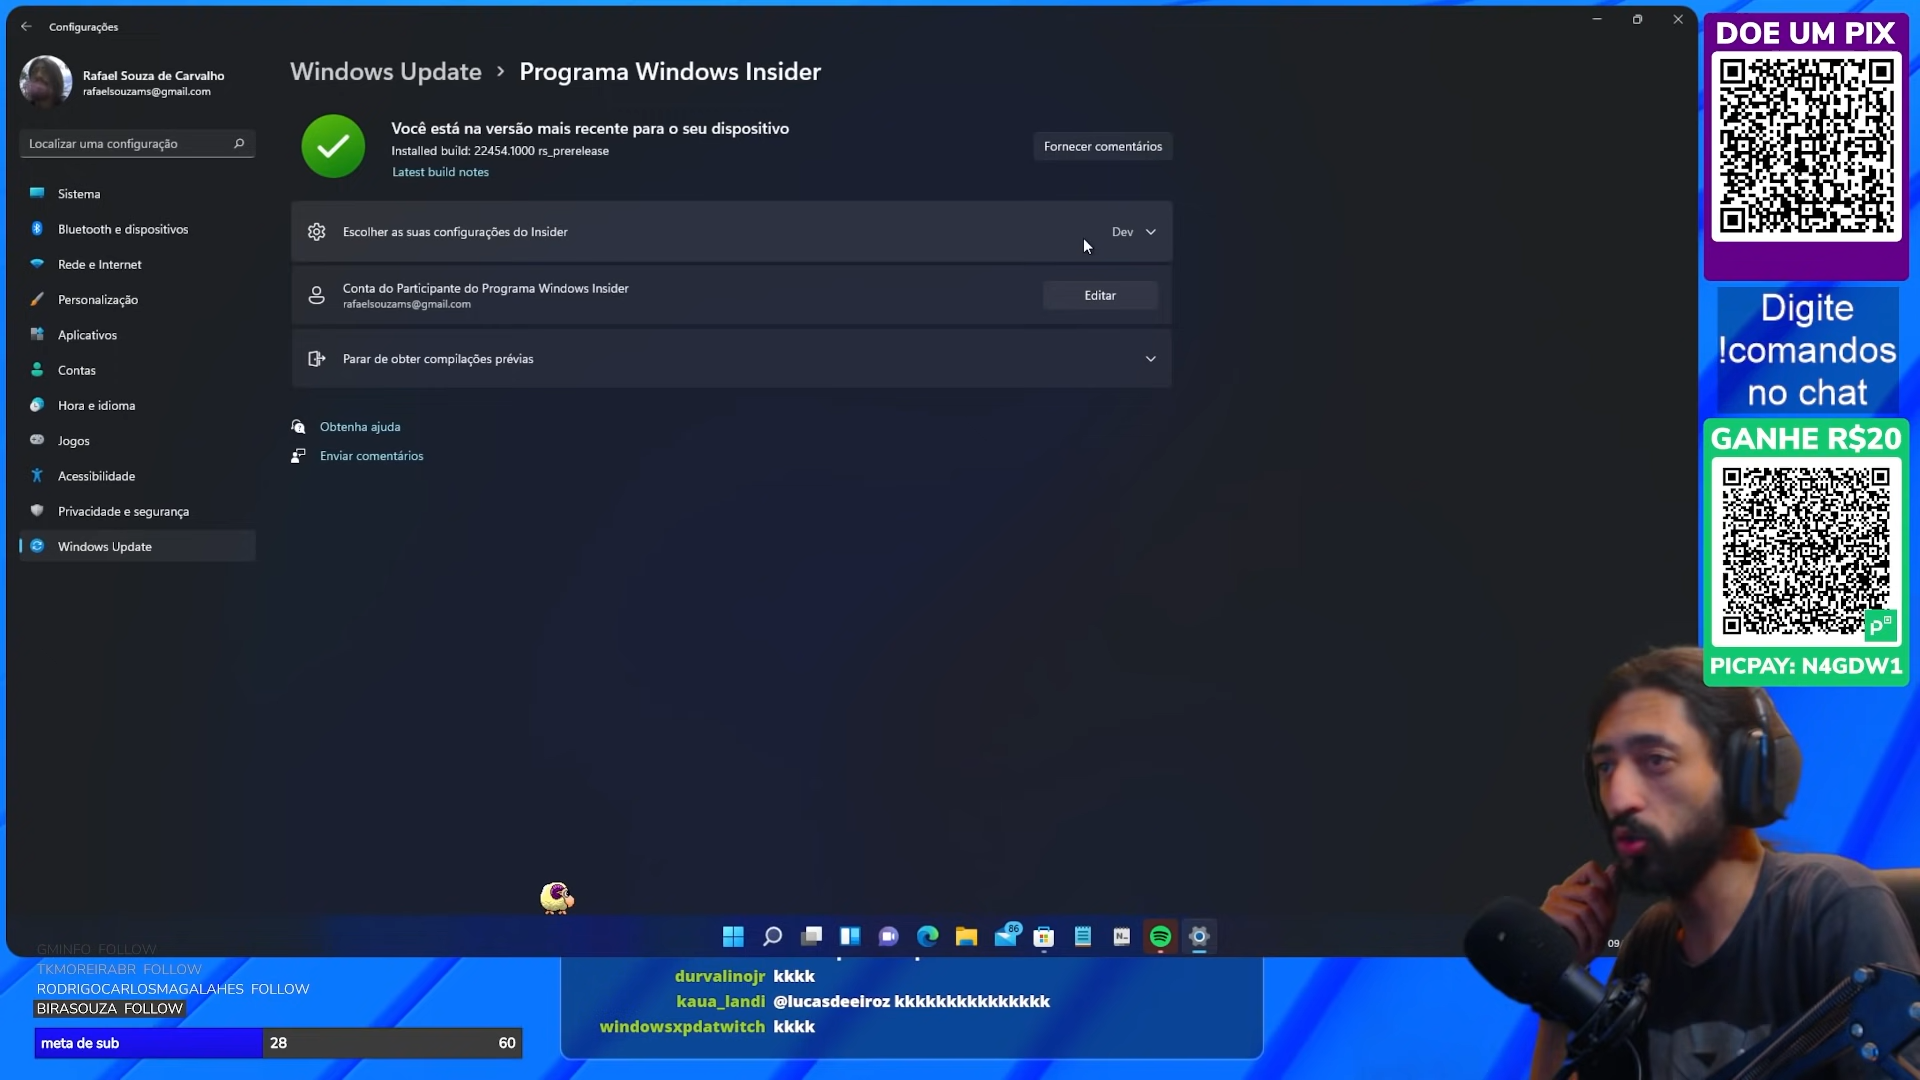 Configurações
Rafael Souza de Carvalho
rafaelsouzams@gmail.com
Localizar uma configuração
Sistema
Bluetooth e dispositivos
Rede e Internet
Personalização
Aplicativos
Contas
Hora e idioma
Jogos
Acessibilidade
Privacidade e segurança
Windows Update
Windows Update > Programa Windows Insider
Você está na versão mais recente para o seu dispositivo
Installed build: 22454.1000 rs_prerelease
Latest build notes
Fornecer comentários
Escolher as suas configurações do Insider
Dev
Conta do Participante do Programa Windows Insider
rafaelsouzams@gmail.com
Editar
Parar de obter compilações prévias
Obtenha ajuda
Enviar comentários
86
N_
09
DOE UM PIX
Digite
!comandos
no chat
GANHE R$20
PICPAY: N4GDW1
GMINFO FOLLOW
TKMOREIRABR FOLLOW
RODRIGOCARLOSMAGALAHES FOLLOW
BIRASOUZA FOLLOW
meta de sub 28 60
durvalinojr kkkk
kaua_landi @lucasdeeiroz kkkkkkkkkkkkkkk
windowsxpdatwitch kkkk